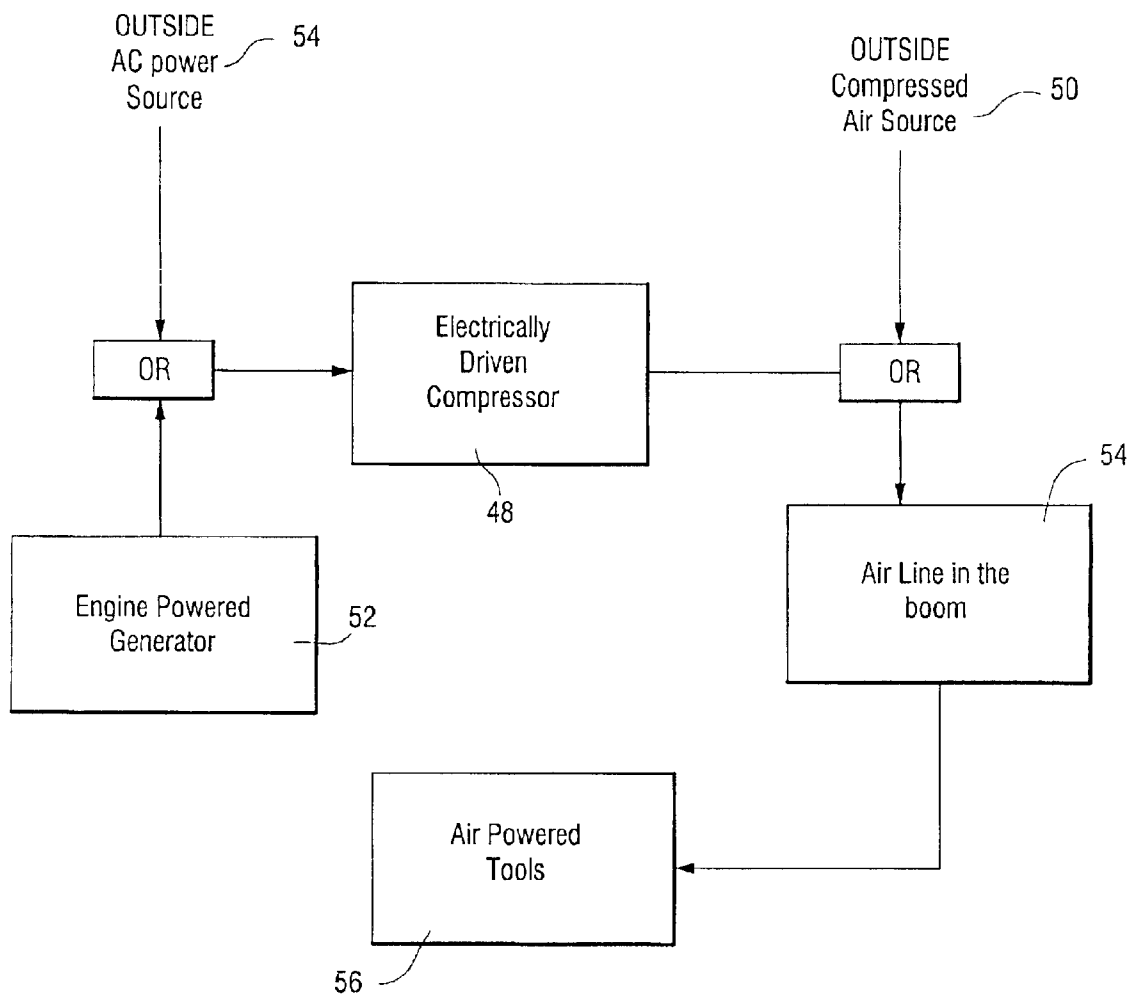 OUTSIDE
AC power
Source
54
OUTSIDE
Compressed
Air Source
50
OR
Electrically
Driven
Compressor
48
OR
54
Air Line in the
boom
Engine Powered
Generator
52
Air Powered
Tools
56